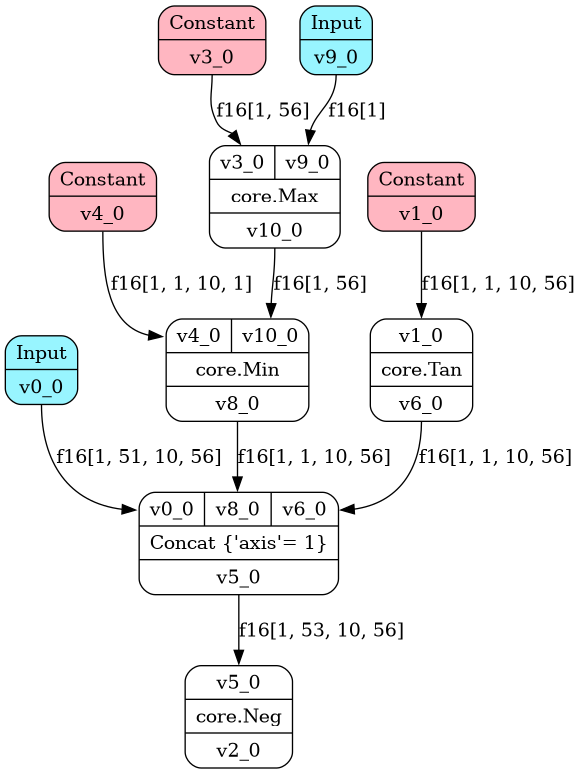 Constant
v3_0
Input
v9_0
f16[1, 56]
f16[1]
v3_0 v9_0
core.Max
v10_0
Constant
v4_0
Constant
v1_0
f16[1, 1, 10, 1]
f16[1, 56]
f16[1, 1, 10, 56]
Input
v0_0
v4_0 v10_0
core.Min
v8_0
v1_0
core.Tan
v6_0
f16[1, 51, 10, 56]
f16[1, 1, 10, 56]
f16[1, 1, 10, 56]
v0_0 v8_0 v6_0
Concat {'axis'= 1}
v5_0
f16[1, 53, 10, 56]
v5_0
core.Neg
v2_0